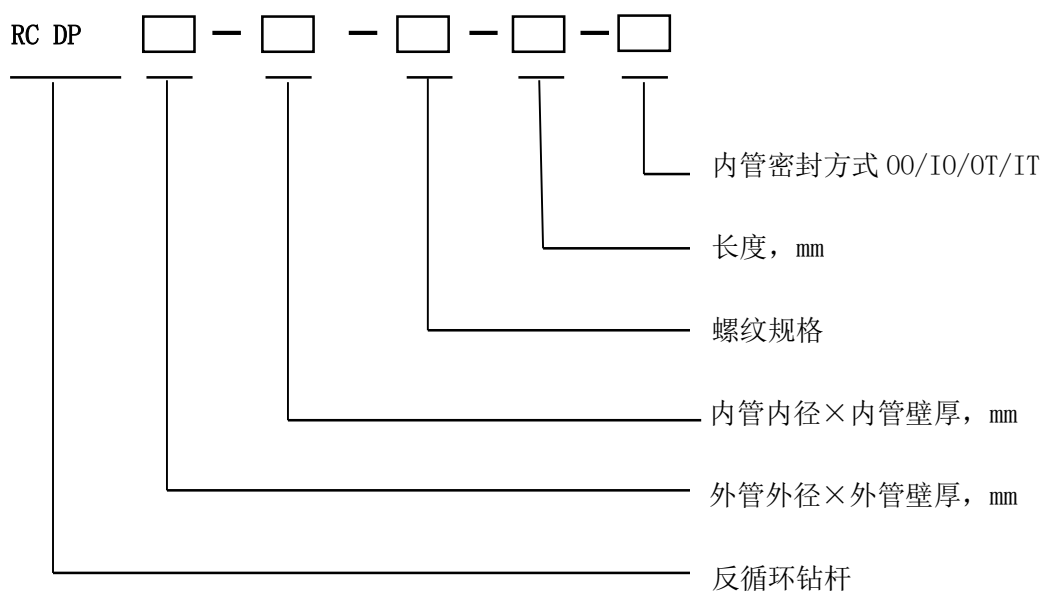 RC DP
内管密封方式 OO/IO/OT/IT
长度，mm
螺纹规格
内管内径×内管壁厚，mm
外管外径×外管壁厚，mm
反循环钻杆